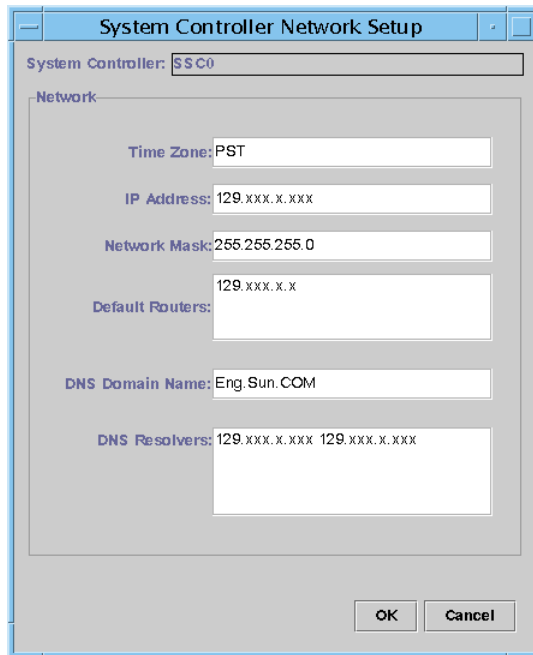 System Controller Network Setup
System Controller: SSC0
Network
Time Zone: PST
IP Address: 129.xxx.x.xxx
Network Mask: 255.255.255.0
Default Routers: 129.xxx.x.x
DNS Domain Name: Eng.Sun.COM
DNS Resolvers: 129.xxx.x.xxx 129.xxx.x.xxx
OK Cancel